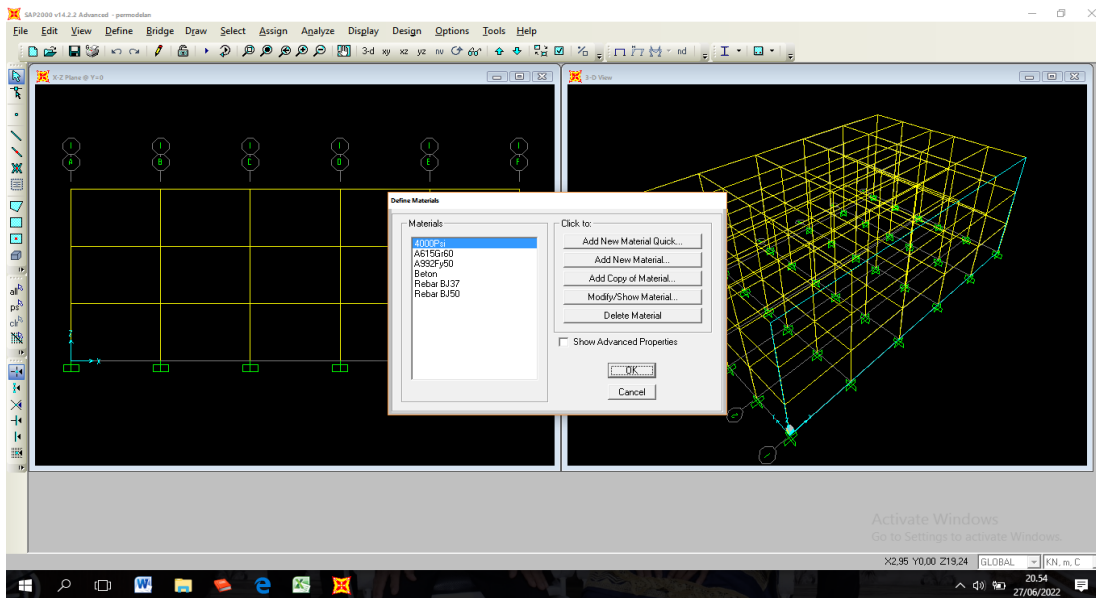 SAP2000 v14.2.2 Advanced - permodelan
File Edit View Define Bridge Draw Select Assign Analyze Display Design Options Tools Help
3-d xy xz yz nv nd
X-Z Plane @ Y=0
3-D View
A B C D E F
Define Materials
Materials
4000Psi
A615Gr60
A992Fy50
Beton
Rebar BJ37
Rebar BJ50
Click to:
Add New Material Quick...
Add New Material...
Add Copy of Material...
Modify/Show Material...
Delete Material
Show Advanced Properties
OK
Cancel
all
ps
clr
Z
X
Activate Windows
Go to Settings to activate Windows.
X2,95 Y0,00 Z19,24 GLOBAL KN, m, C
20.54
27/06/2022